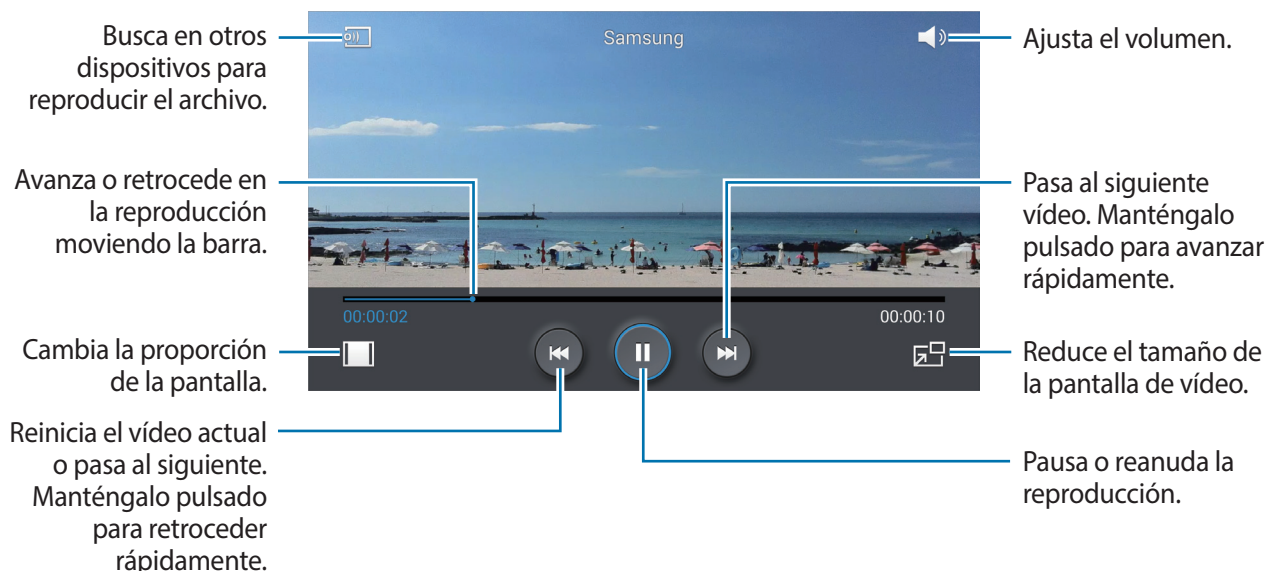 Busca en otros
dispositivos para
reproducir el archivo.
Samsung
Ajusta el volumen.
Avanza o retrocede en
la reproducción
moviendo la barra.
Pasa al siguiente
vídeo. Manténgalo
pulsado para avanzar
rápidamente.
00:00:02
00:00:10
Cambia la proporción
de la pantalla.
Reduce el tamaño de
la pantalla de vídeo.
Reinicia el vídeo actual
o pasa al siguiente.
Manténgalo pulsado
para retroceder
rápidamente.
Pausa o reanuda la
reproducción.